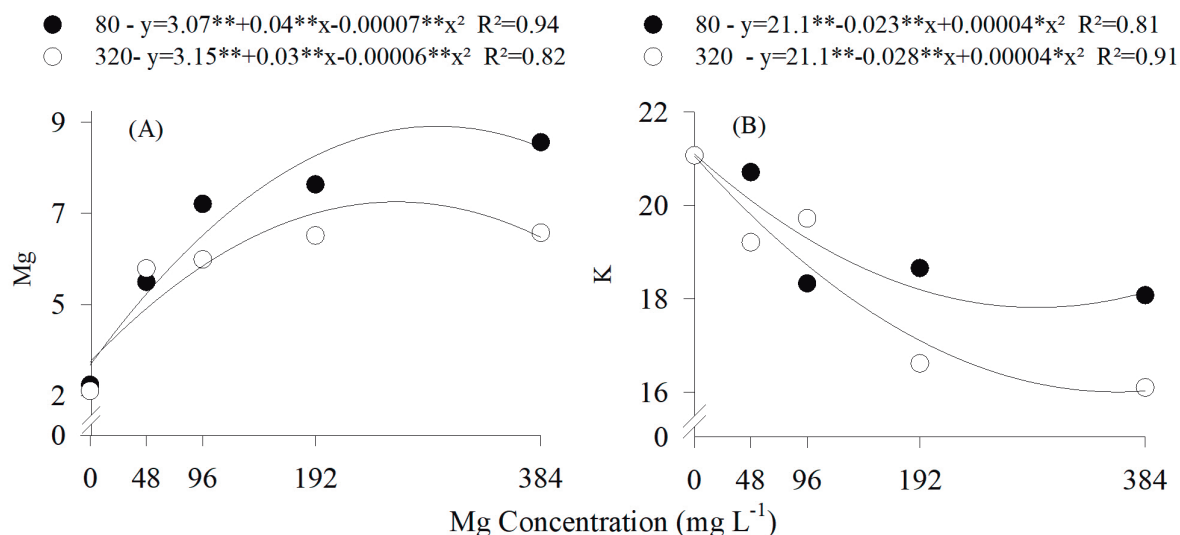 80 - y=3.07**+0.04**x-0.00007**x² R²=0.94
320- y=3.15**+0.03**x-0.00006**x² R²=0.82
80 - y=21.1**-0.023**x+0.00004*x² R²=0.81
320 - y=21.1**-0.028**x+0.00004*x² R²=0.91
(A)
Mg
9
7
5
2
0
0 48 96 192 384
(B)
K
22
20
18
16
0
0 48 96 192 384
Mg Concentration (mg L⁻¹)